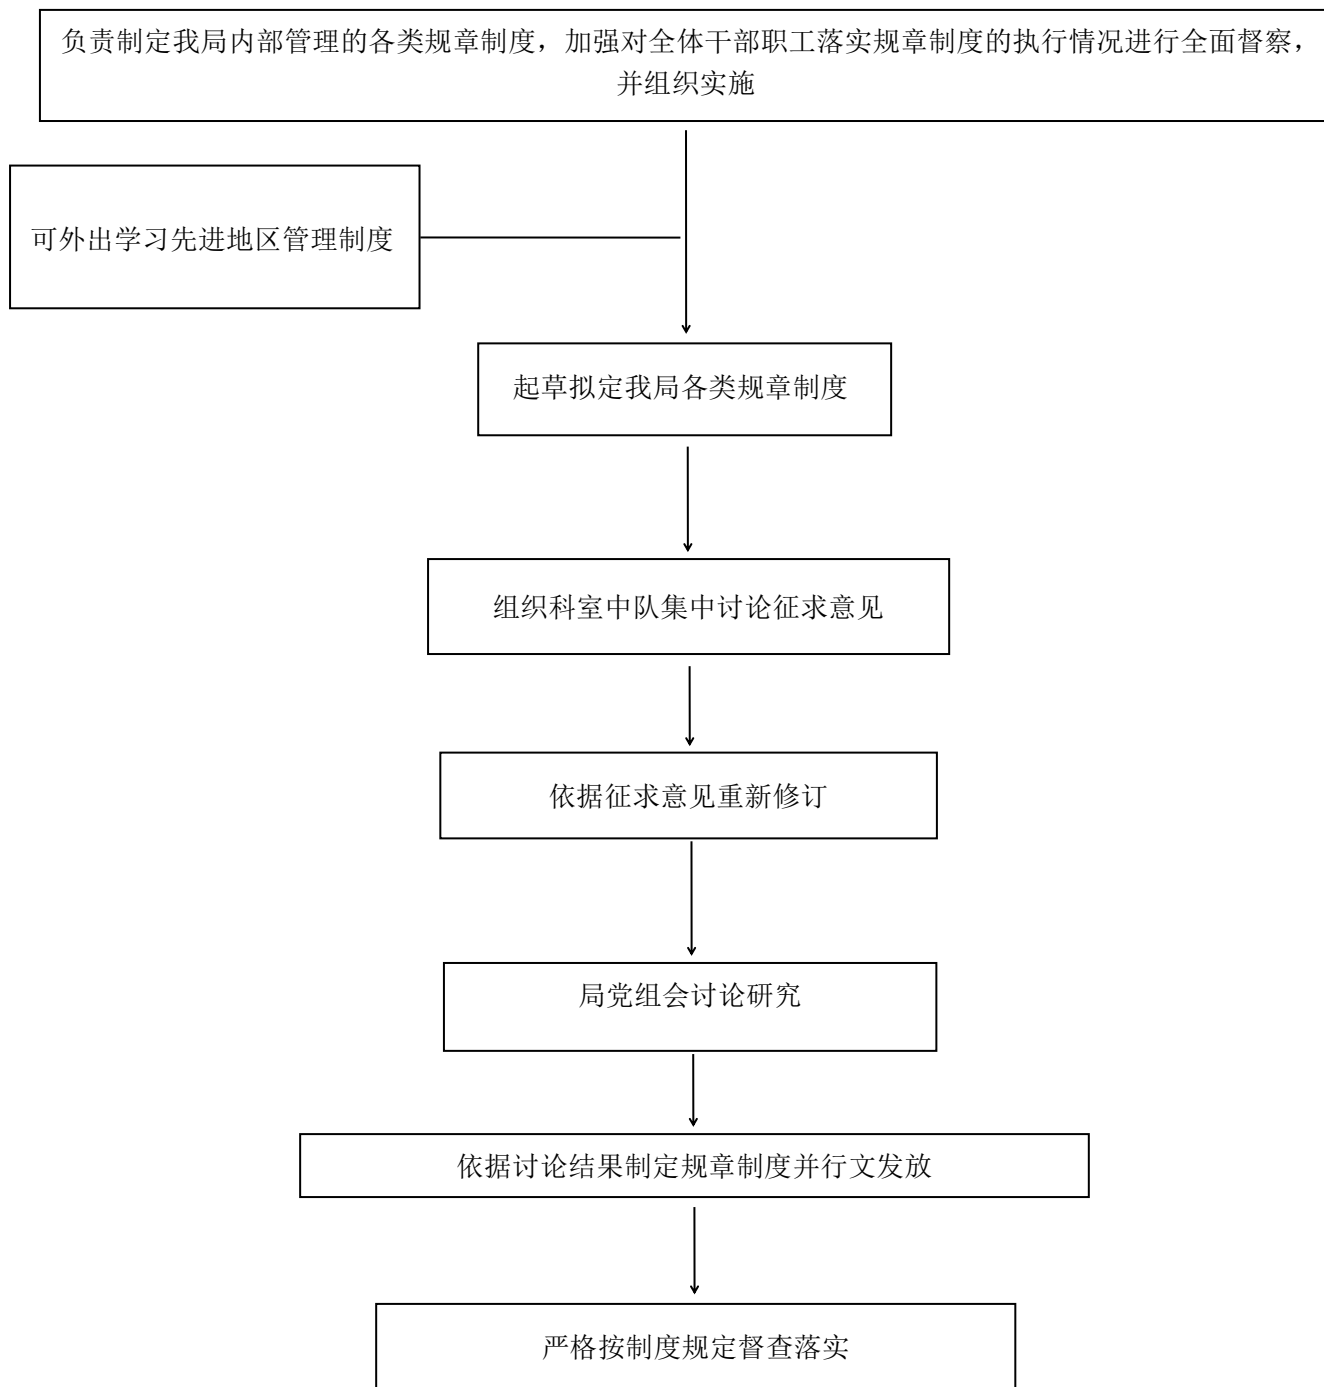 负责制定我局内部管理的各类规章制度，加强对全体干部职工落实规章制度的执行情况进行全面督察，
并组织实施
可外出学习先进地区管理制度
起草拟定我局各类规章制度
组织科室中队集中讨论征求意见
依据征求意见重新修订
局党组会讨论研究
依据讨论结果制定规章制度并行文发放
严格按制度规定督查落实